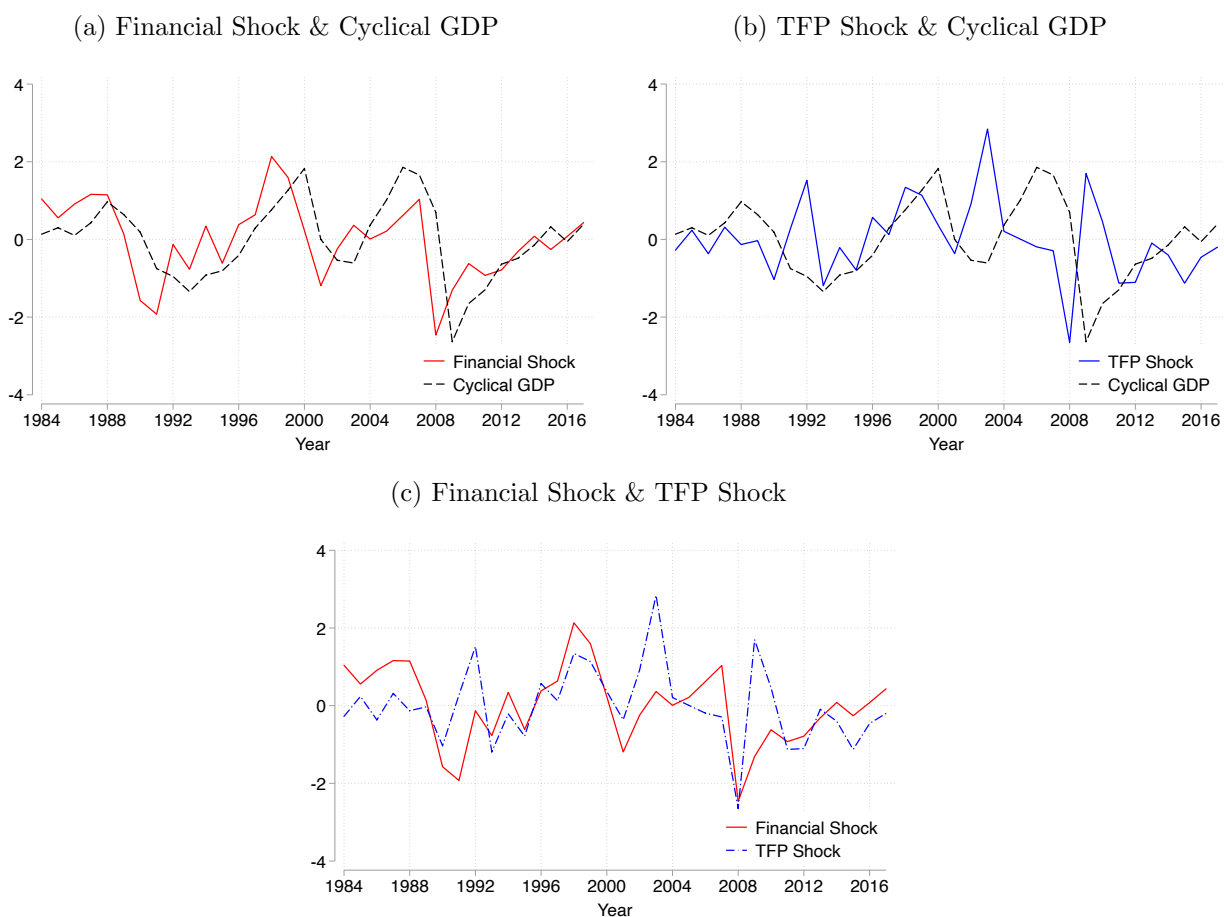 (a) Financial Shock & Cyclical GDP
4
2
0
-2
-4
Financial Shock
Cyclical GDP
1984 1988 1992 1996 2000 2004 2008 2012 2016
Year
(b) TFP Shock & Cyclical GDP
4
2
0
-2
-4
TFP Shock
Cyclical GDP
1984 1988 1992 1996 2000 2004 2008 2012 2016
Year
(c) Financial Shock & TFP Shock
4
2
0
-2
-4
Financial Shock
TFP Shock
1984 1988 1992 1996 2000 2004 2008 2012 2016
Year